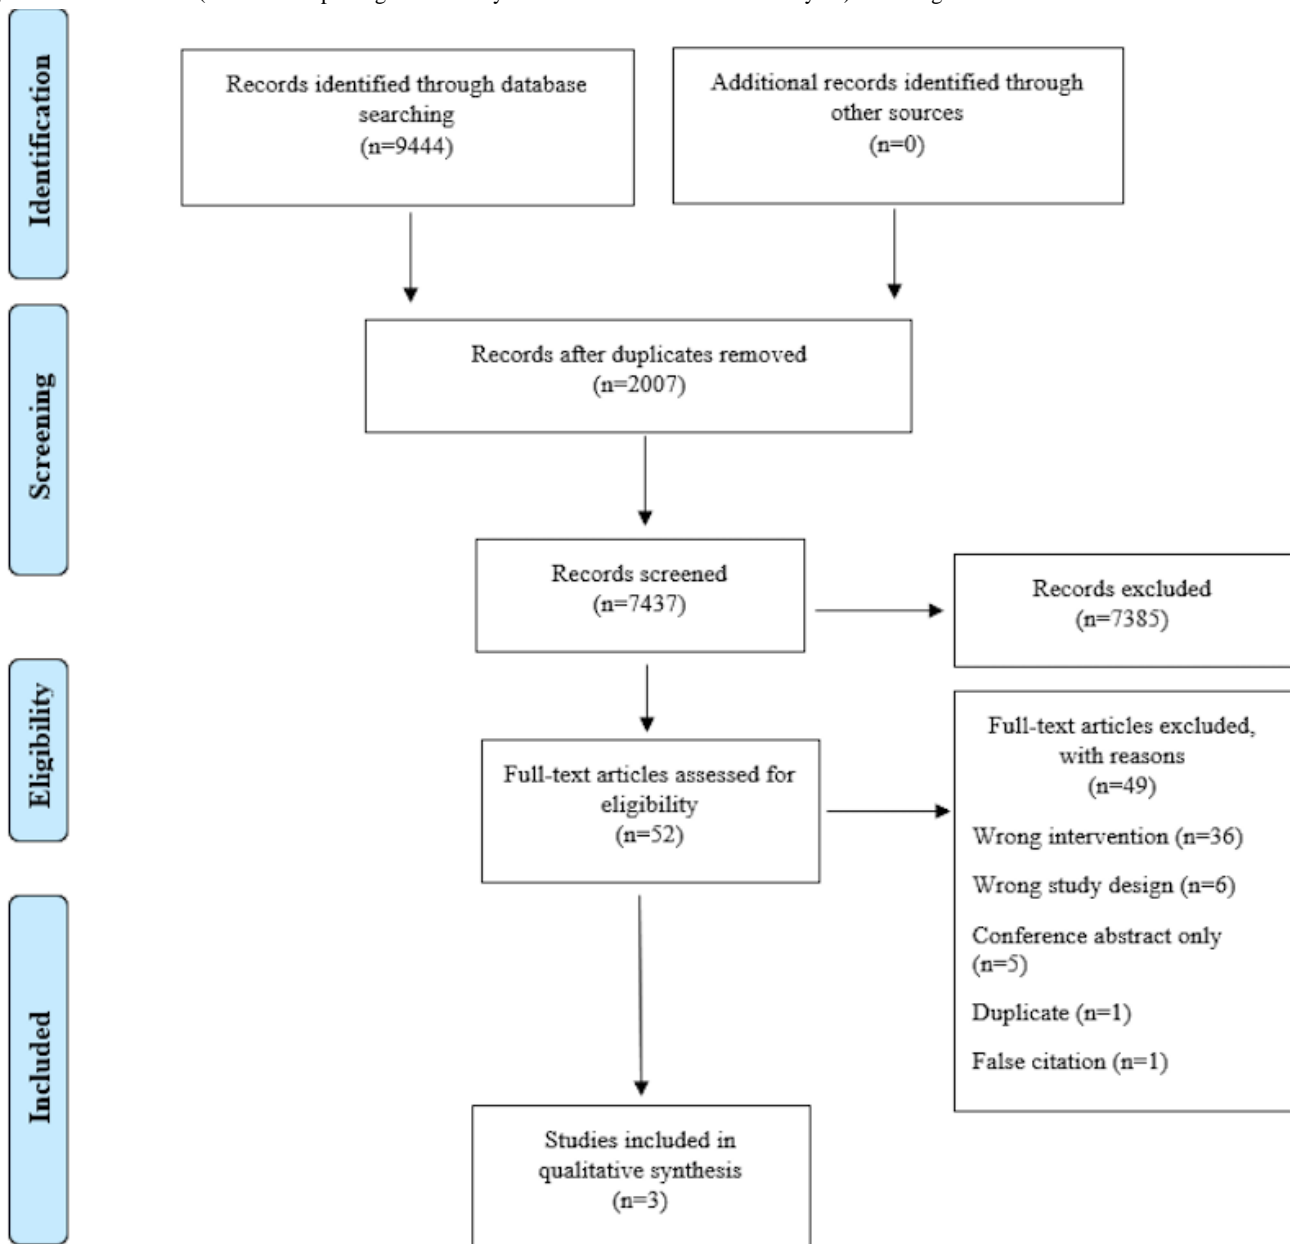 Identification
Records identified through database
searching
(n=9444)
Additional records identified through
other sources
(n=0)
Screening
Records after duplicates removed
(n=2007)
Records screened
(n=7437)
Records excluded
(n=7385)
Eligibility
Full-text articles assessed for
eligibility
(n=52)
Full-text articles excluded,
with reasons
(n=49)
Wrong intervention (n=36)
Wrong study design (n=6)
Conference abstract only
(n=5)
Duplicate (n=1)
False citation (n=1)
Included
Studies included in
qualitative synthesis
(n=3)